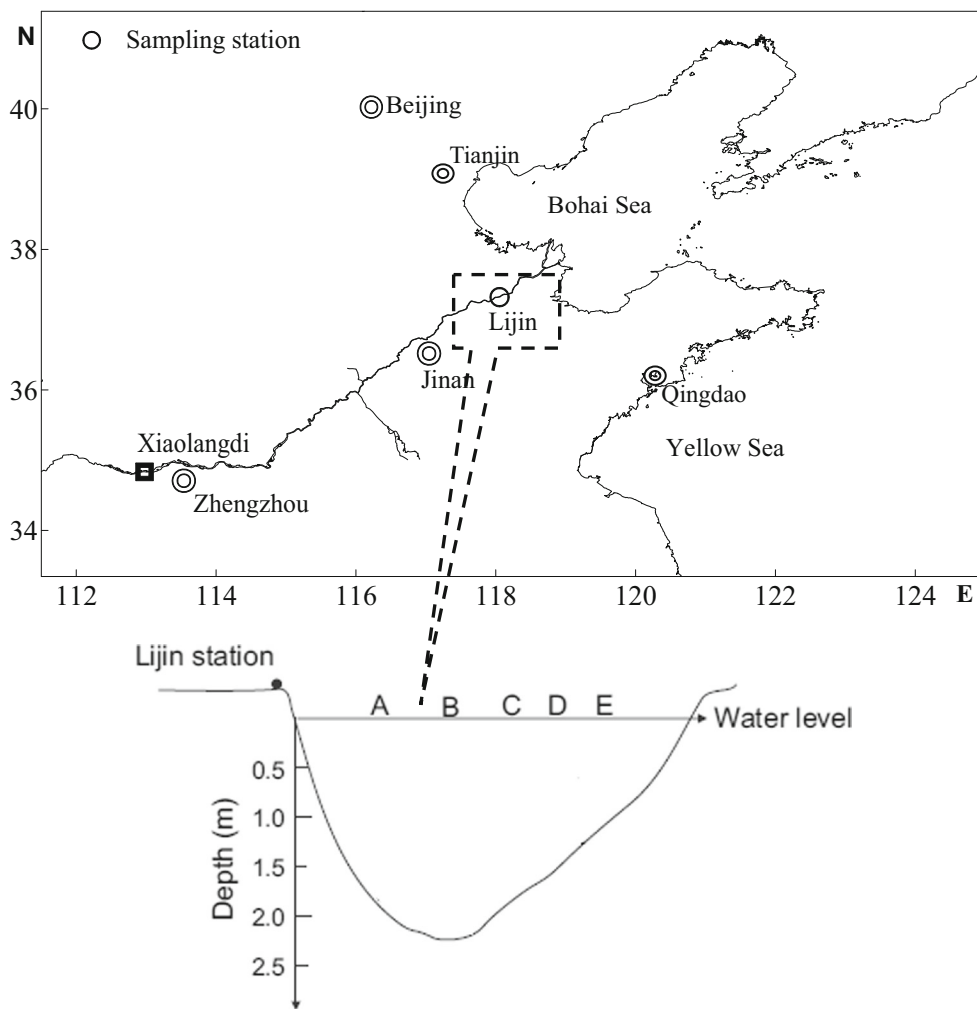 N
Sampling station
40
Beijing
Tianjin
Bohai Sea
38
Lijin
Jinan
36
Qingdao
Xiaolangdi
Yellow Sea
Zhengzhou
34
112 114 116 118 120 122 124 E
Lijin station
A B C D E
Water level
0.5
1.0
1.5
2.0
2.5
Depth (m)